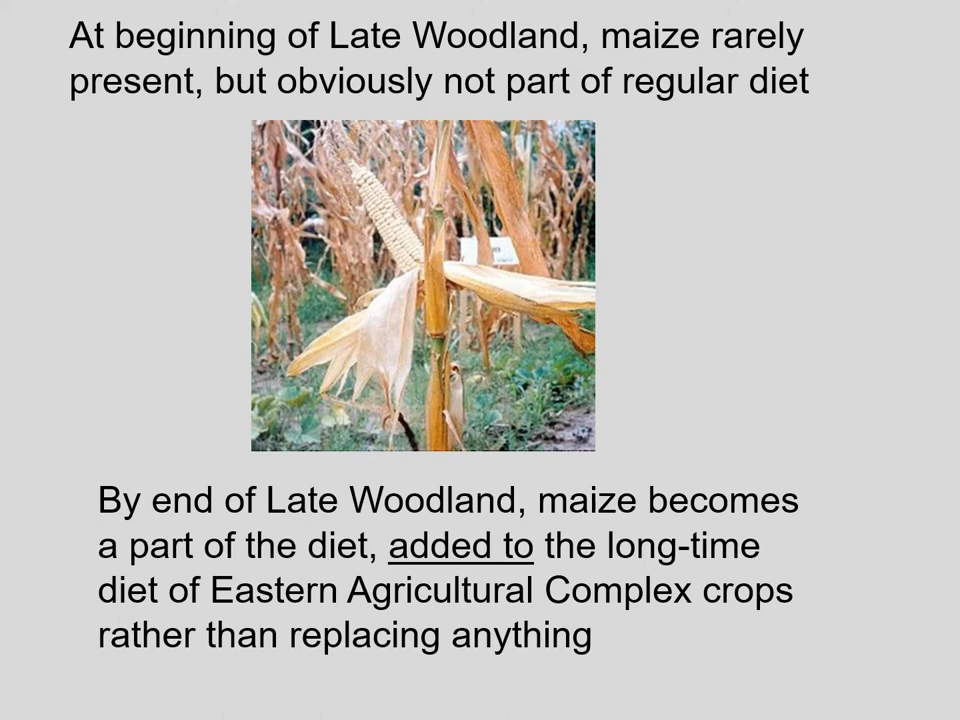 At beginning of Late Woodland, maize rarely
present, but obviously not part of regular diet
By end of Late Woodland, maize becomes
a part of the diet, added to the long-time
diet of Eastern Agricultural Complex crops
rather than replacing anything